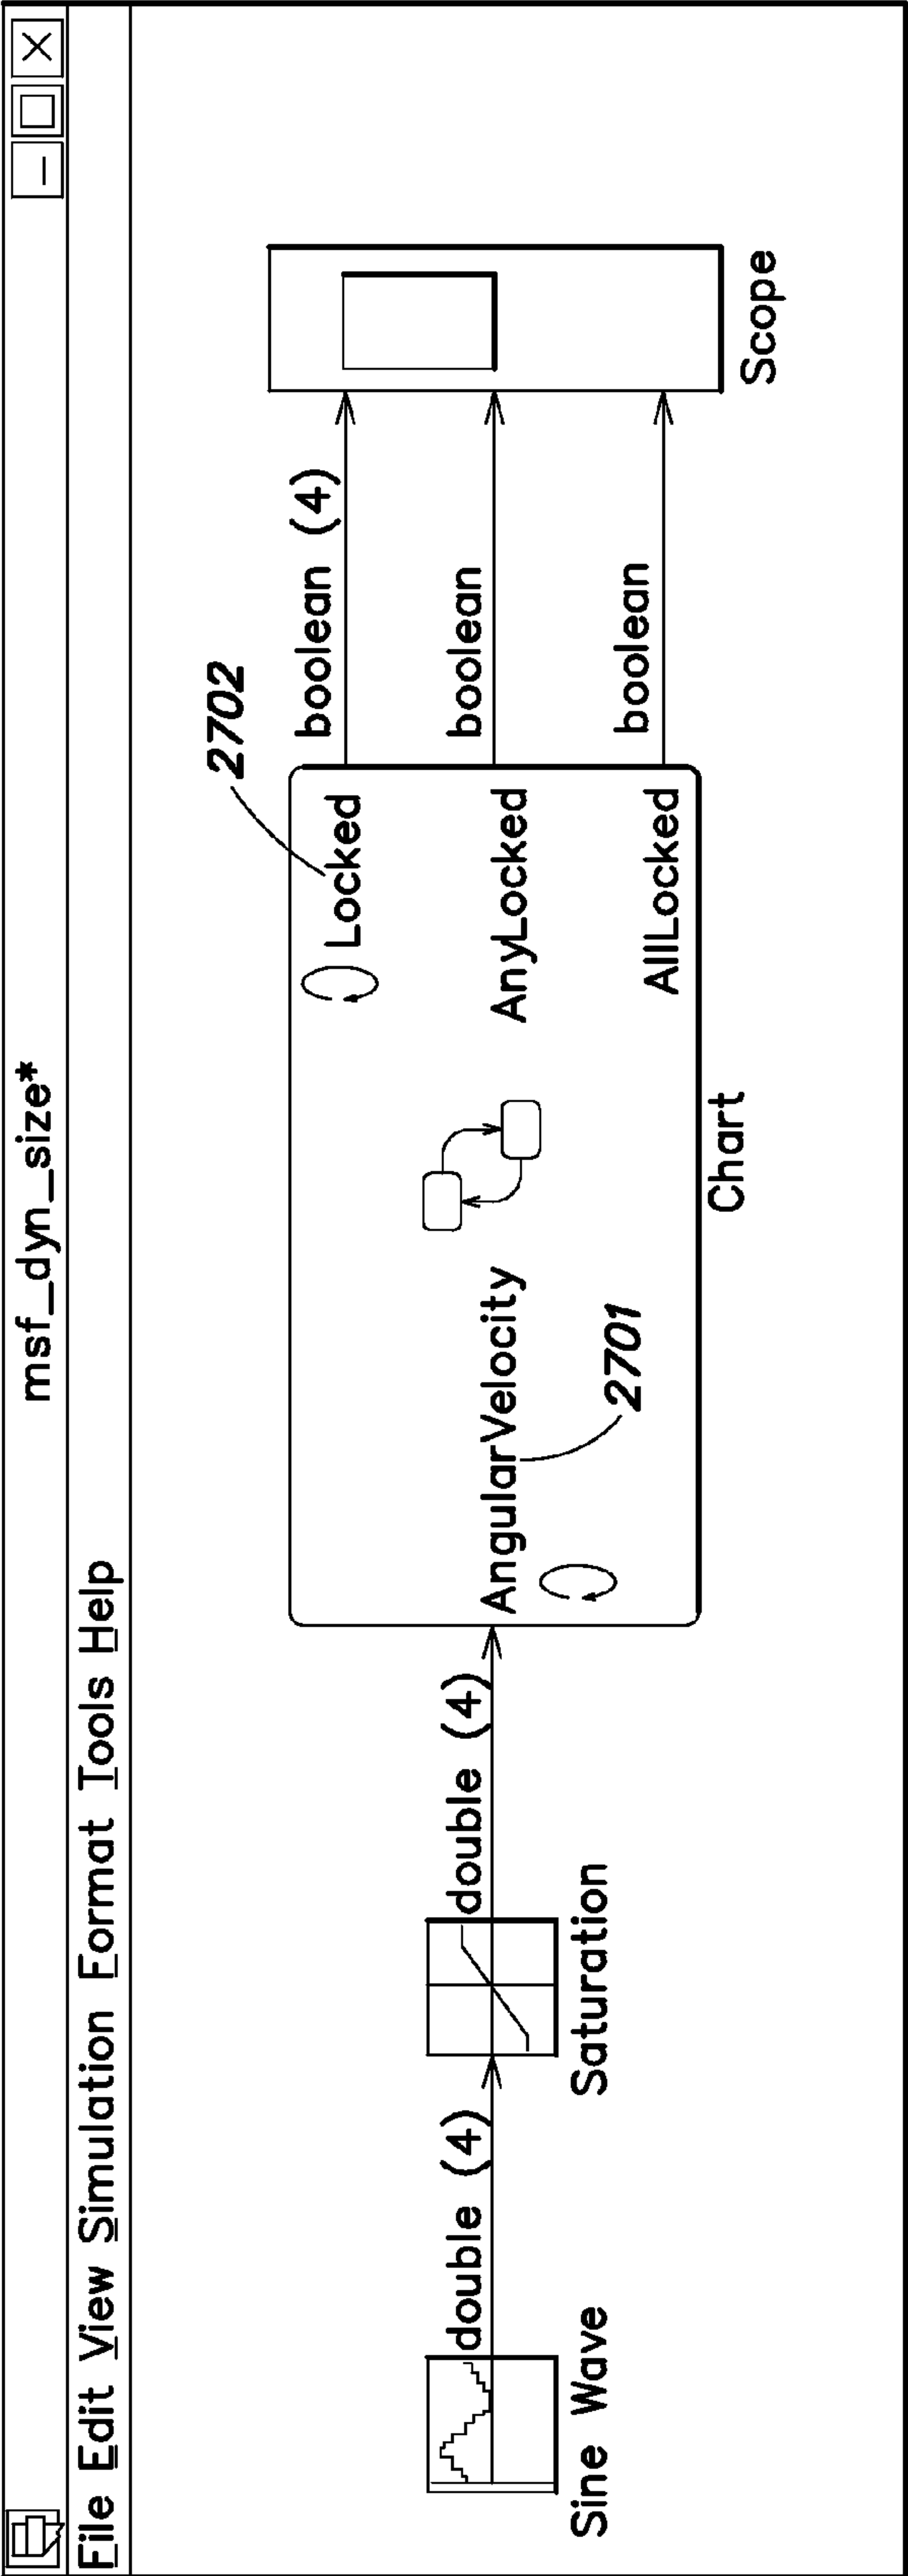 msf_dyn_size*
File Edit View Simulation Format Tools Help
2702
double (4)
double (4)
AngularVelocity
2701
Locked
AnyLocked
AllLocked
boolean (4)
boolean
boolean
Sine Wave
Saturation
Chart
Scope